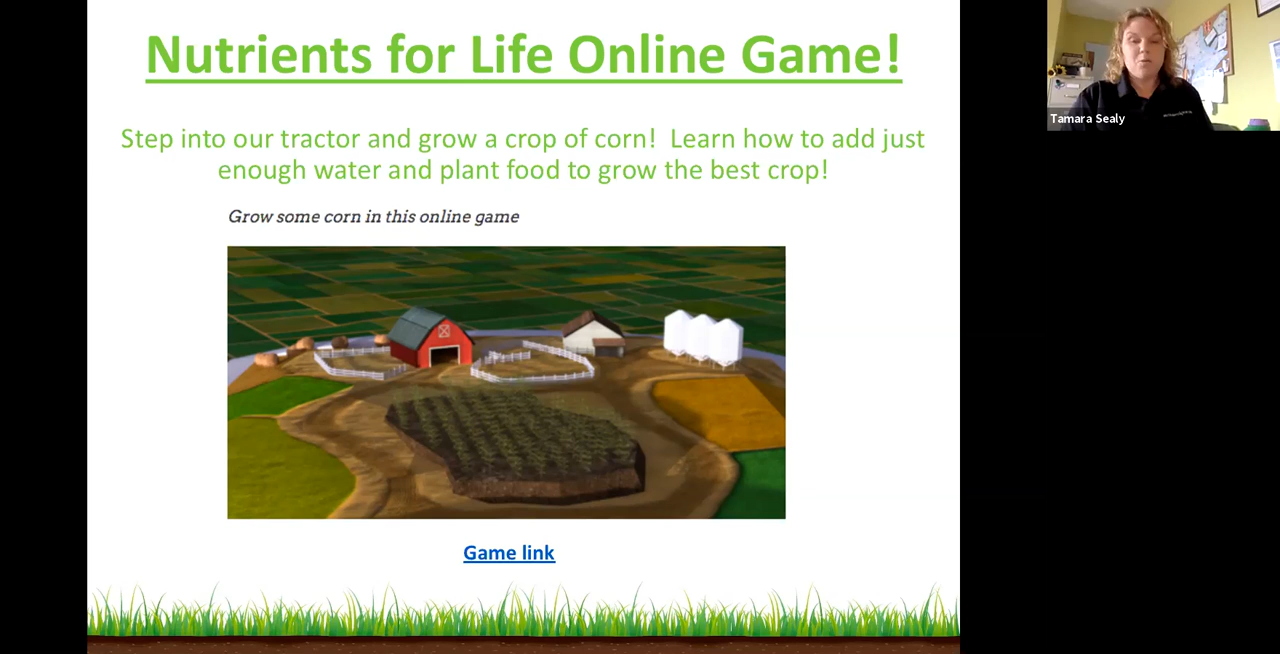 Nutrients for Life Online Game!
Step into our tractor and grow a crop of corn!  Learn how to add just
enough water and plant food to grow the best crop!
Grow some corn in this online game
Game link
Tamara Sealy